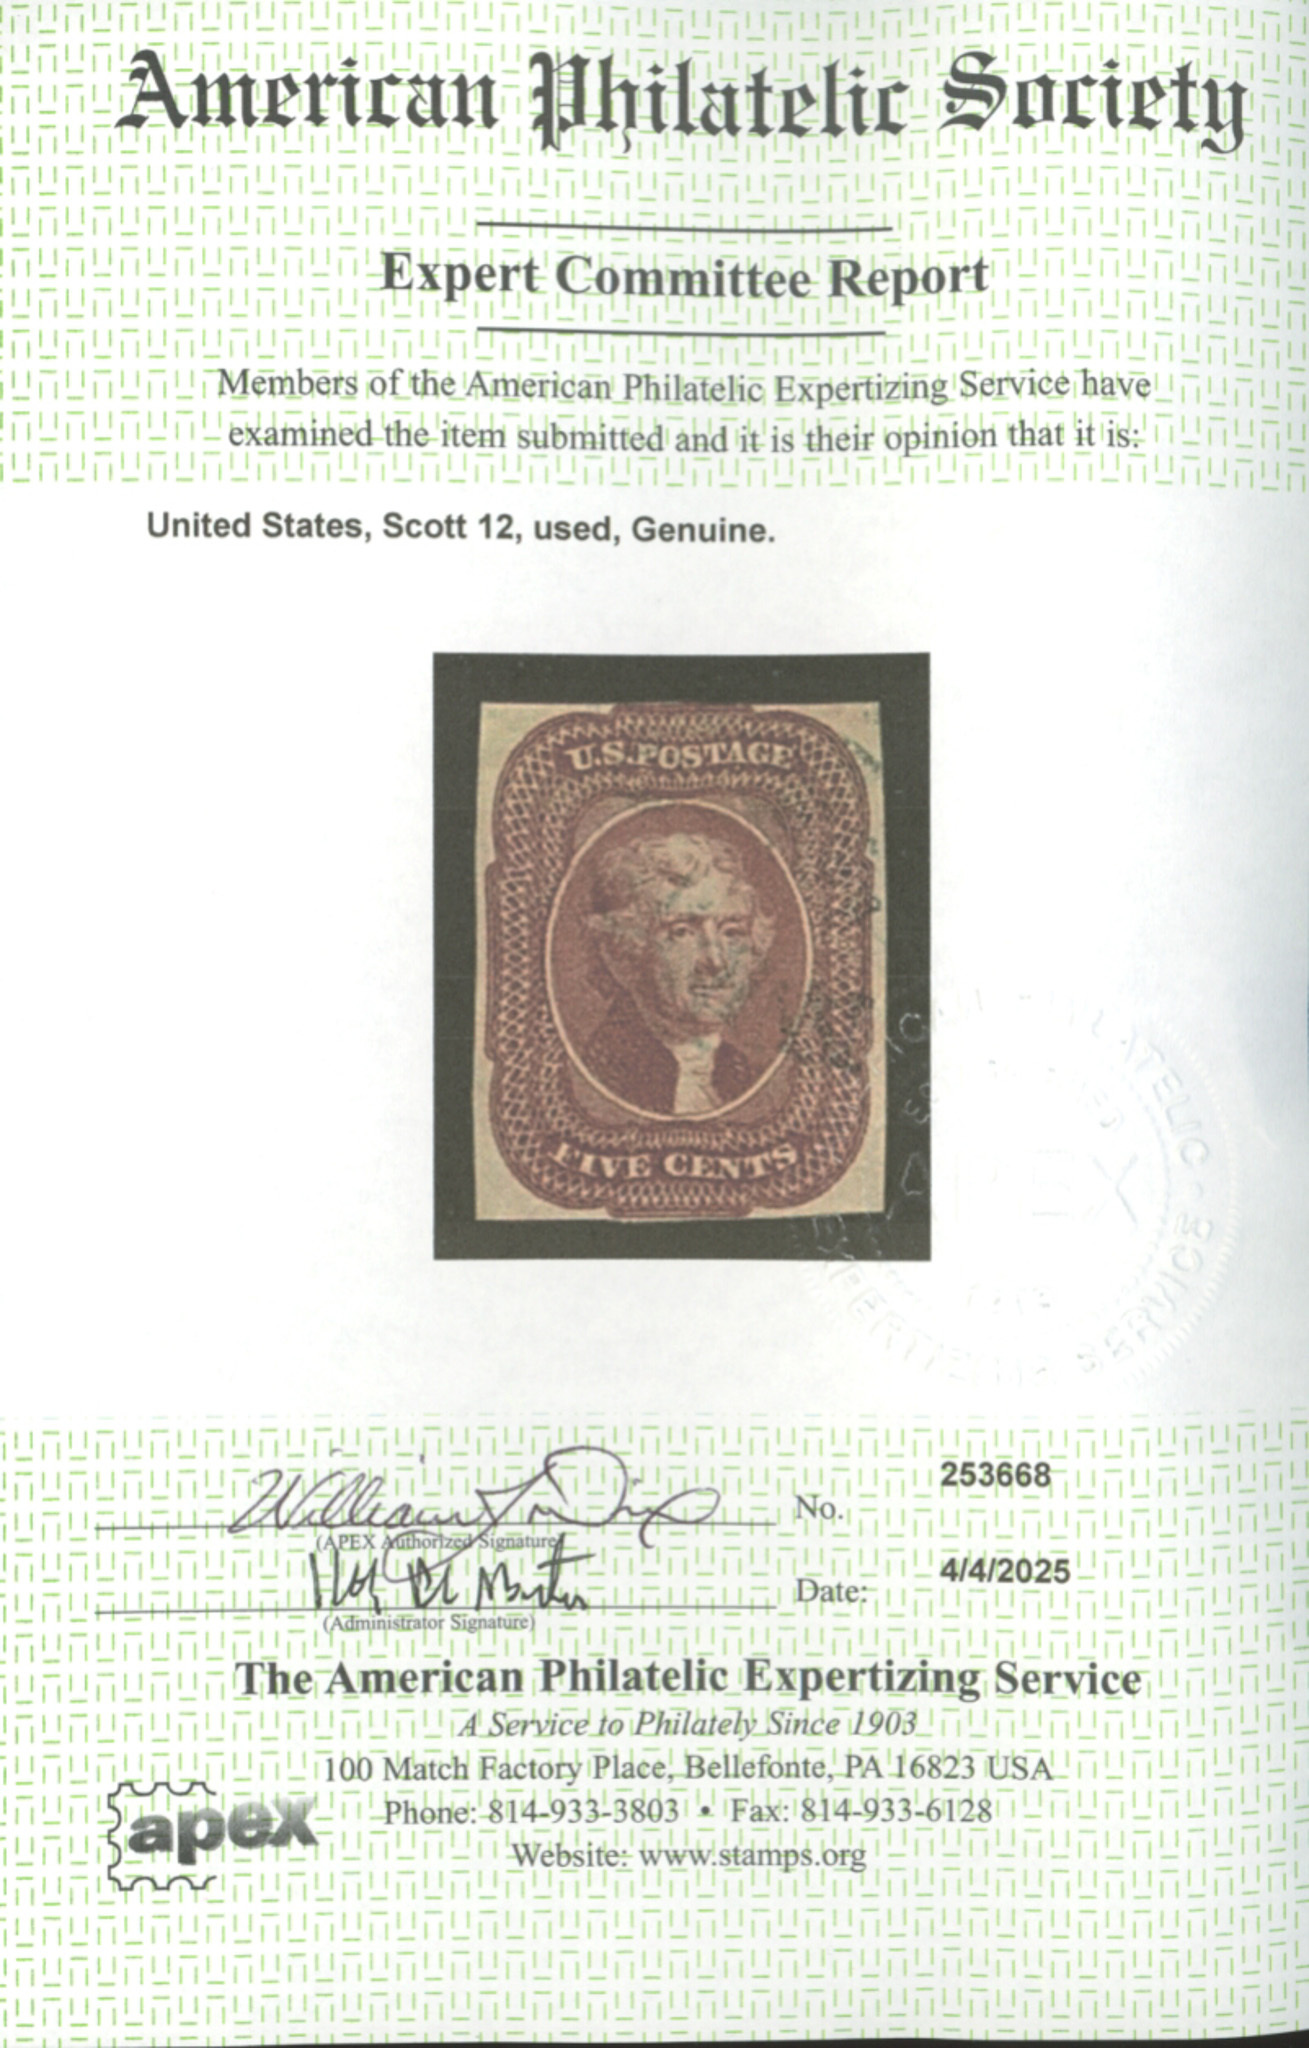 American Philatelic Society
Expert Committee Report
Members of the American Philatelic Expertizing Service have
examined the item submitted and it is their opinion that it is:
United States, Scott 12, used, Genuine.
U.S. POSTAGE
FIVE CENTS
PHILATELIC
SERVICE
253668
No.
(APEX Authorized Signature)
4/4/2025
Date:
(Administrator Signature)
The American Philatelic Expertizing Service
A Service to Philately Since 1903
100 Match Factory Place, Bellefonte, PA 16823 USA
Phone: 814-933-3803 • Fax: 814-933-6128
Website: www.stamps.org
apex